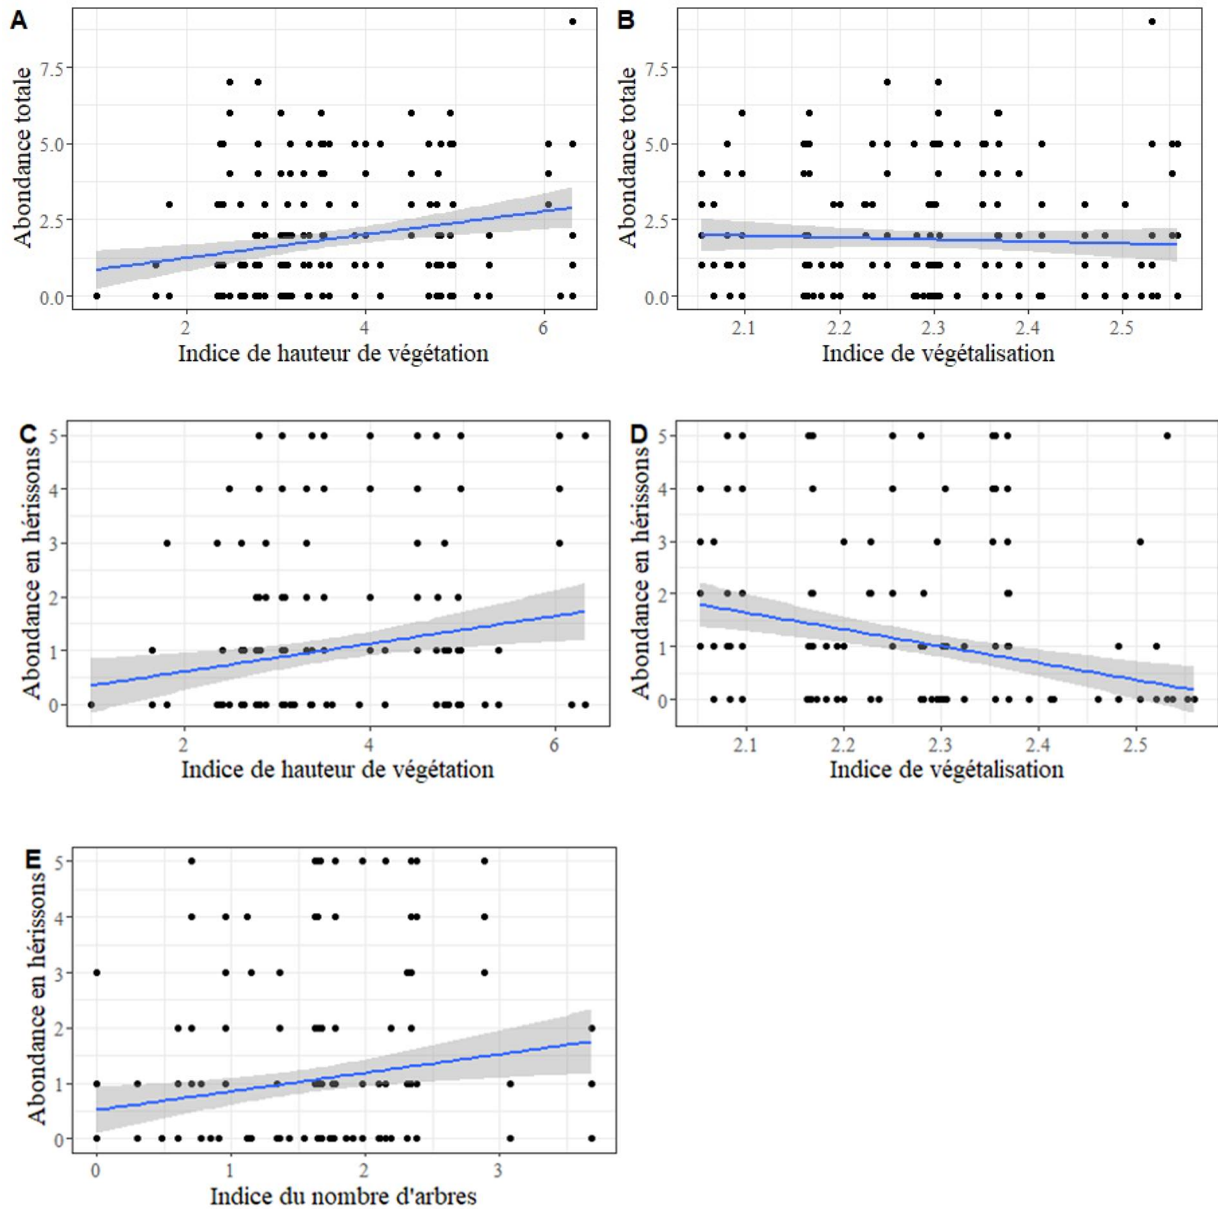 A
Abondance totale
7.5
5.0
2.5
0.0
2 4 6
Indice de hauteur de végétation
B
Abondance totale
7.5
5.0
2.5
0.0
2.1 2.2 2.3 2.4 2.5
Indice de végétalisation
C
Abondance en hérissons
5
4
3
2
1
0
2 4 6
Indice de hauteur de végétation
D
Abondance en hérissons
5
4
3
2
1
0
2.1 2.2 2.3 2.4 2.5
Indice de végétalisation
E
Abondance en hérissons
5
4
3
2
1
0
0 1 2 3
Indice du nombre d'arbres